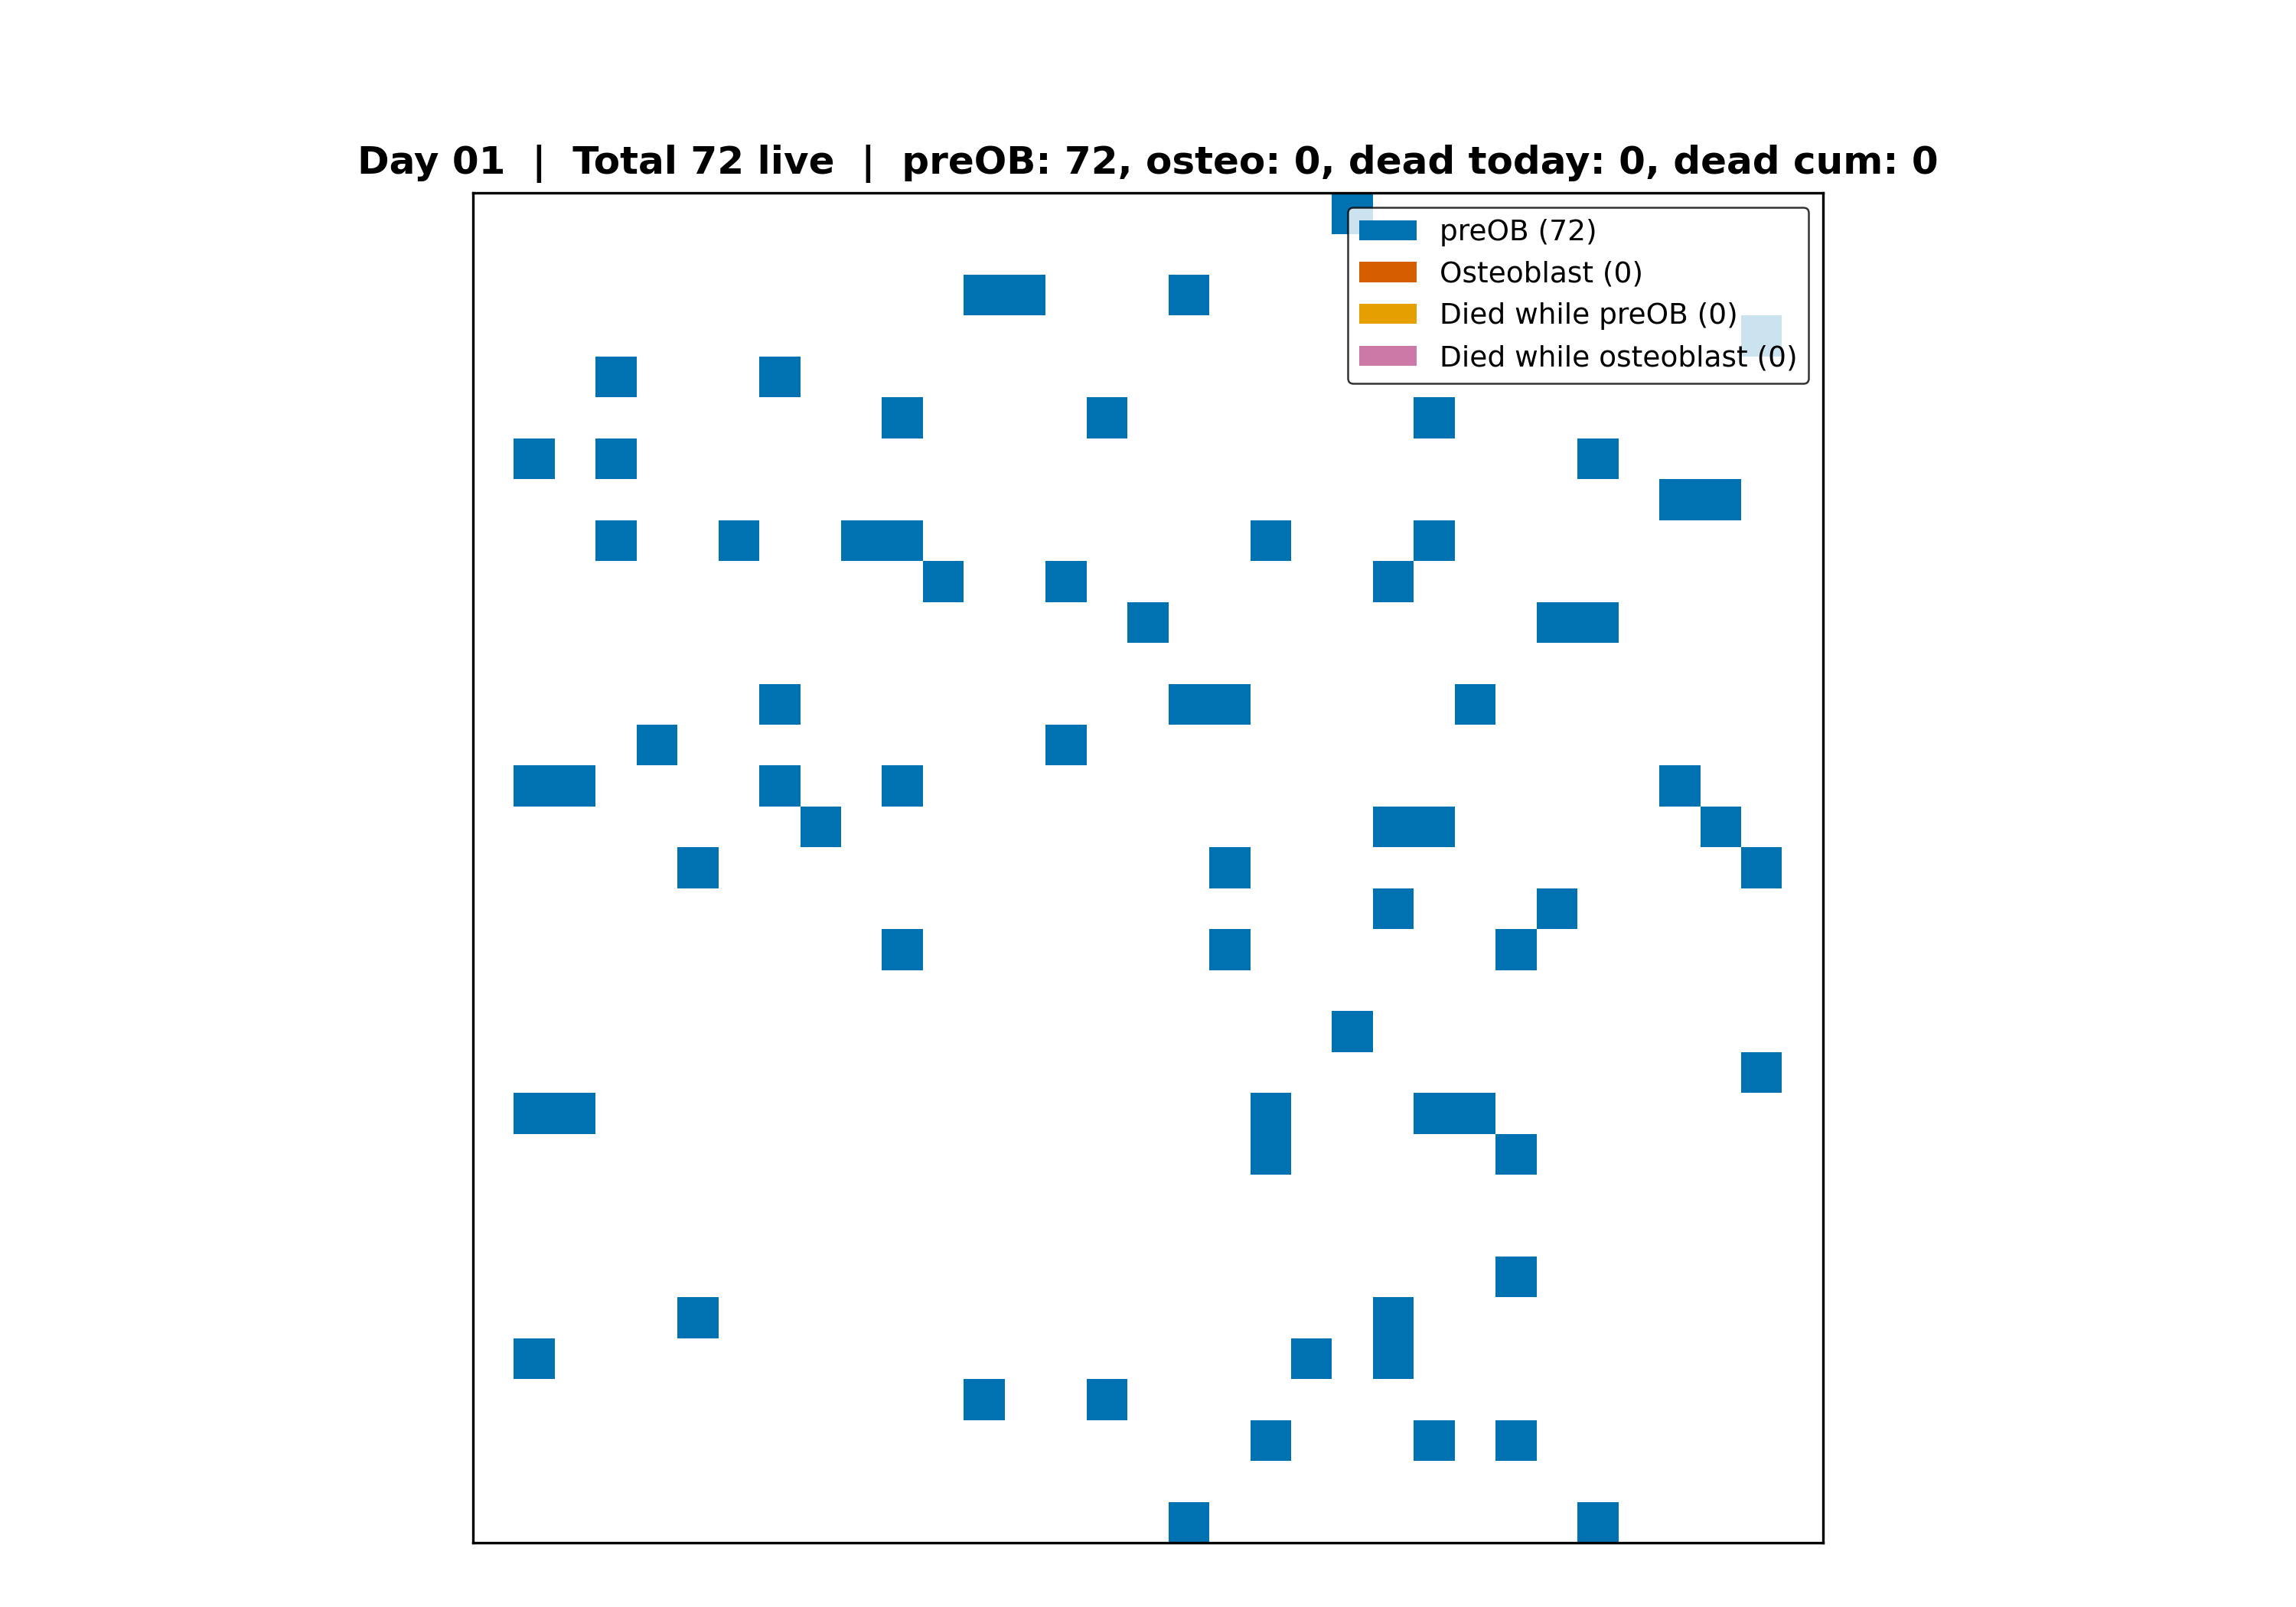 Day 01 | Total 72 live | preOB: 72, osteo: 0, dead today: 0, dead cum: 0
preOB (72)
Osteoblast (0)
Died while preOB (0)
Died while osteoblast (0)